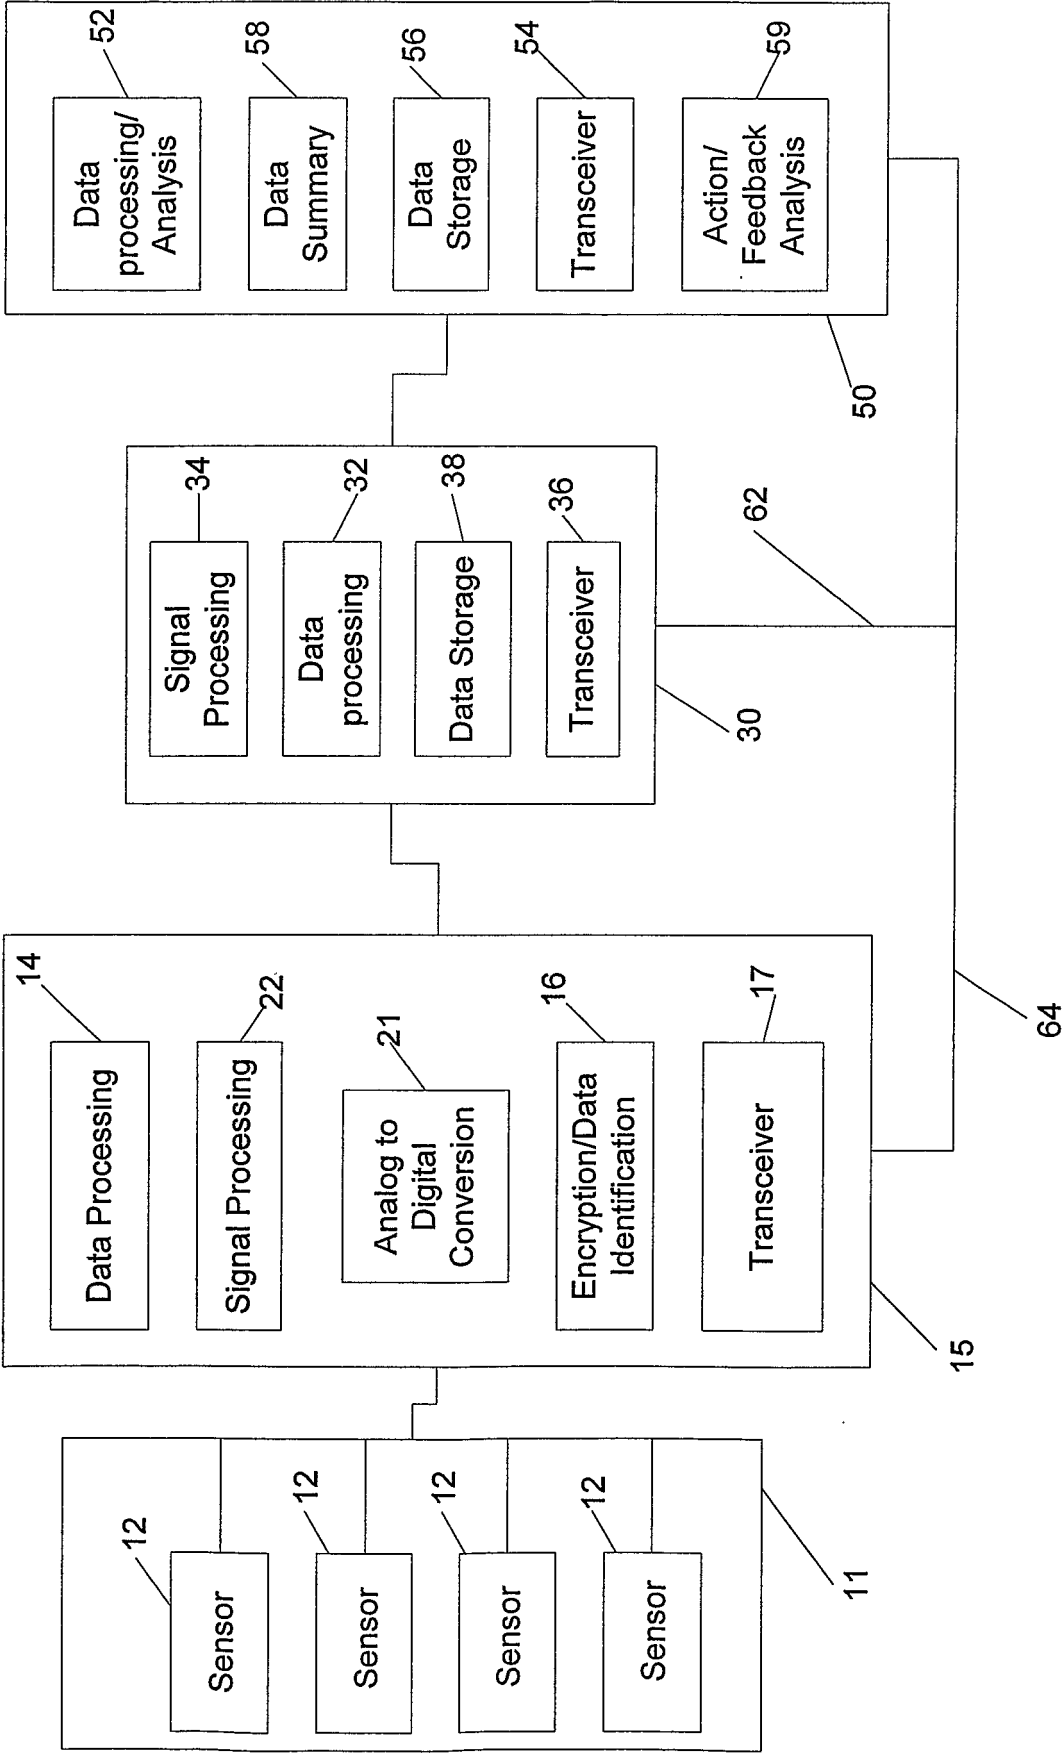 12
Sensor
12
Sensor
12
Sensor
12
Sensor
11
14
Data Processing
22
Signal Processing
21
Analog to
Digital
Conversion
16
Encryption/Data
Identification
17
Transceiver
15
34
Signal
Processing
32
Data
processing
38
Data Storage
36
Transceiver
30
52
Data
processing/
Analysis
58
Data
Summary
56
Data
Storage
54
Transceiver
59
Action/
Feedback
Analysis
50
62
64